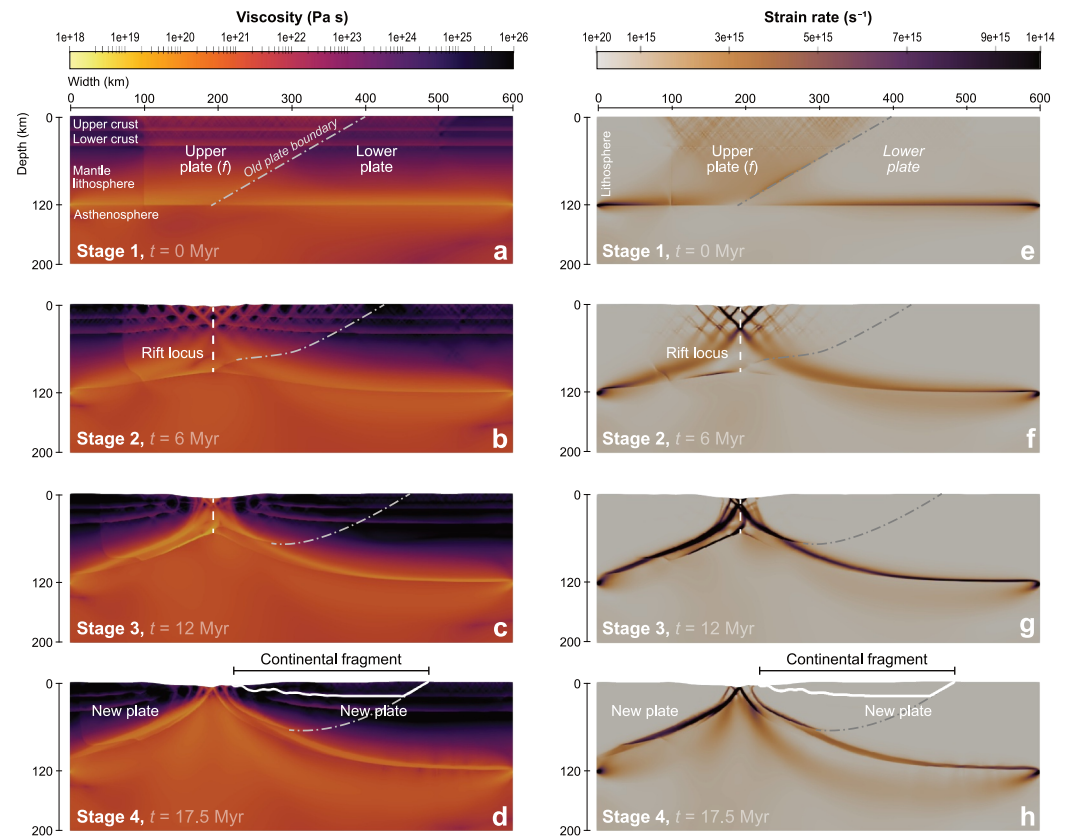 Viscosity (Pa s)
1e+18 1e+19 1e+20 1e+21 1e+22 1e+23 1e+24 1e+25 1e+26
Width (km)
0 100 200 300 400 500 600
Depth (km)
0
120
200
Upper crust
Lower crust
Mantle
lithosphere
Asthenosphere
Upper
plate (f)
Old plate boundary
Lower
plate
Stage 1, t = 0 Myr
a
0
120
200
Rift locus
Stage 2, t = 6 Myr
b
0
120
200
Stage 3, t = 12 Myr
c
Continental fragment
0
120
200
New plate
New plate
Stage 4, t = 17.5 Myr
d
Strain rate (s⁻¹)
1e+20 1e+15 3e+15 5e+15 7e+15 9e+15 1e+14
0 100 200 300 400 500 600
0
120
200
Lithosphere
Upper
plate (f)
Lower
plate
Stage 1, t = 0 Myr
e
0
120
200
Rift locus
Stage 2, t = 6 Myr
f
0
120
200
Stage 3, t = 12 Myr
g
Continental fragment
0
120
200
New plate
New plate
Stage 4, t = 17.5 Myr
h